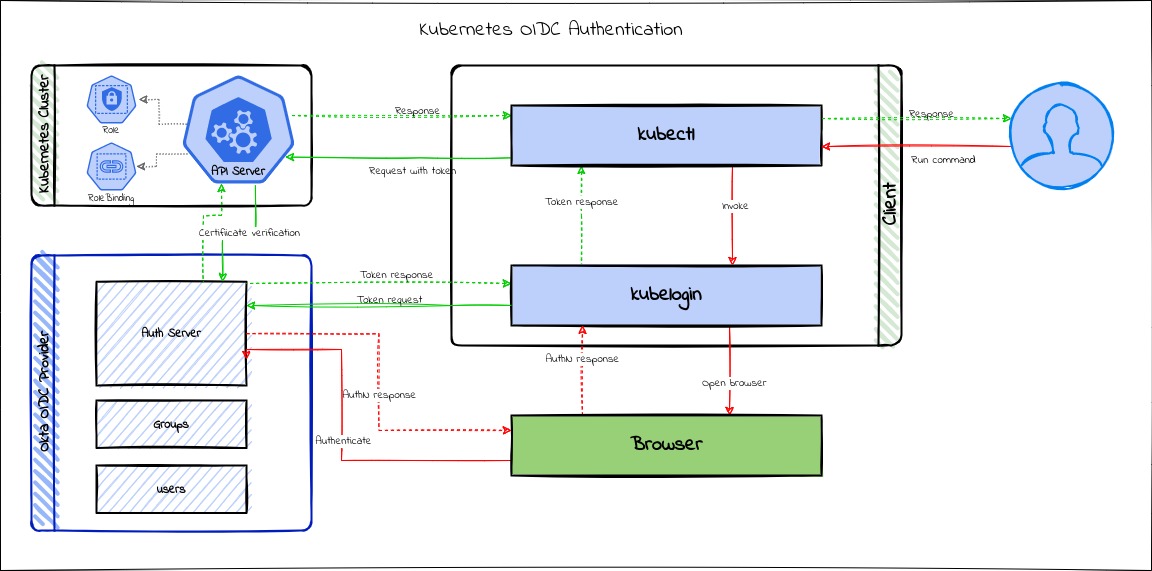 Kubernetes OIDC Authentication
Kubernetes Cluster
Role
RoleBinding
API Server
Response
Request with token
kubectl
Response
Run command
Client
Token response
Invoke
Certificate verification
Token response
Token request
kubelogin
Okta OIDC Provider
Auth Server
Groups
users
AuthN response
Authenticate
AuthN response
Open browser
Browser